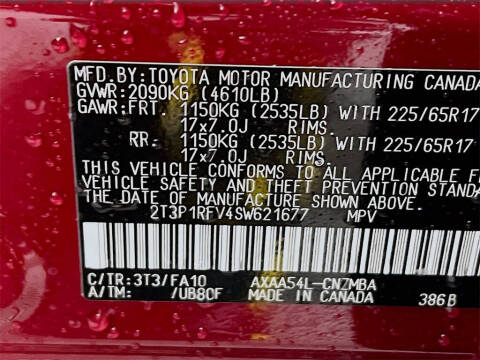 MFD. BY: TOYOTA MOTOR MANUFACTURING CANADA
GVWR: 2090KG (4610LB)
GAWR: FRT. 1150KG (2535LB) WITH 225/65R17
17x7.0J RIMS.
RR. 1150KG (2535LB) WITH 225/65R17
17x7.0J RIMS.
THIS VEHICLE CONFORMS TO ALL APPLICABLE FE
VEHICLE SAFETY AND THEFT PREVENTION STANDA
THE DATE OF MANUFACTURE SHOWN ABOVE.
2T3P1RFV4SW621677 MPV
C/TR: 3T3/FA10 AXAA54L-CNZMBA
A/TM: /UB80F MADE IN CANADA 386B